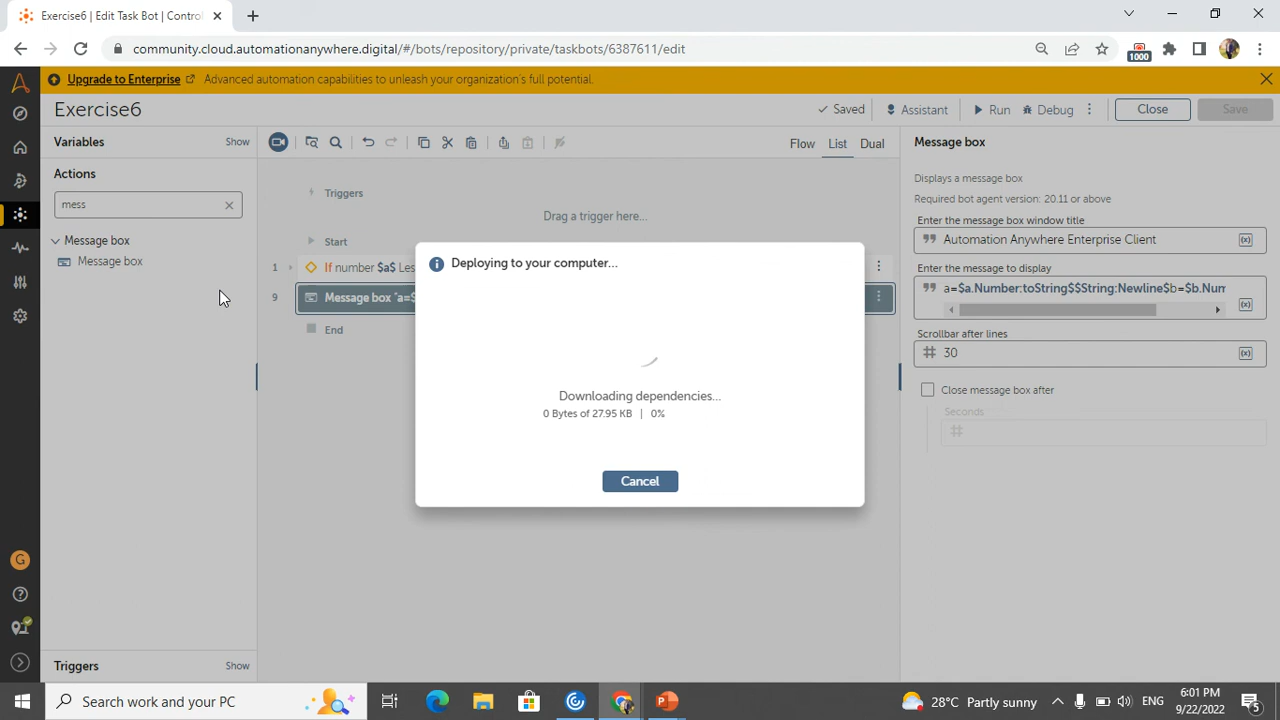 Exercise6 | Edit Task Bot | Control
community.cloud.automationanywhere.digital/#/bots/repository/private/taskbots/6387611/edit
1000
Upgrade to Enterprise Advanced automation capabilities to unleash your organization's full potential.
Exercise6
Saved
Assistant
Run
Debug
Close
Save
Variables
Show
Flow
List
Dual
Message box
Actions
mess
Message box
Message box
Triggers
Drag a trigger here...
Start
1 If number $a$ Les
9 Message box "a=$
End
Deploying to your computer...
Downloading dependencies...
0 Bytes of 27.95 KB | 0%
Cancel
Displays a message box
Required bot agent version: 20.11 or above
Enter the message box window title
Automation Anywhere Enterprise Client
(x)
Enter the message to display
a=$a.Number:toString$$String:Newline$b=$b.Num
(x)
Scrollbar after lines
30
(x)
Close message box after
Seconds
G
Triggers
Show
Search work and your PC
28°C Partly sunny
ENG
6:01 PM
9/22/2022
5